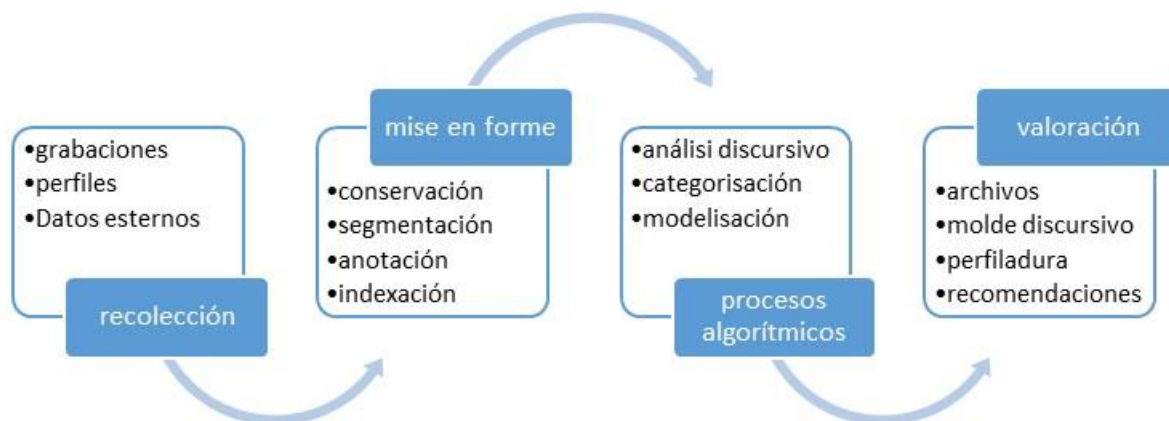 •grabaciones
•perfiles
•Datos esternos
recolección
mise en forme
•conservación
•segmentación
•anotación
•indexación
•análisi discursivo
•categorisación
•modelisación
procesos
algorítmicos
valoración
•archivos
•molde discursivo
•perfiladura
•recomendaciones